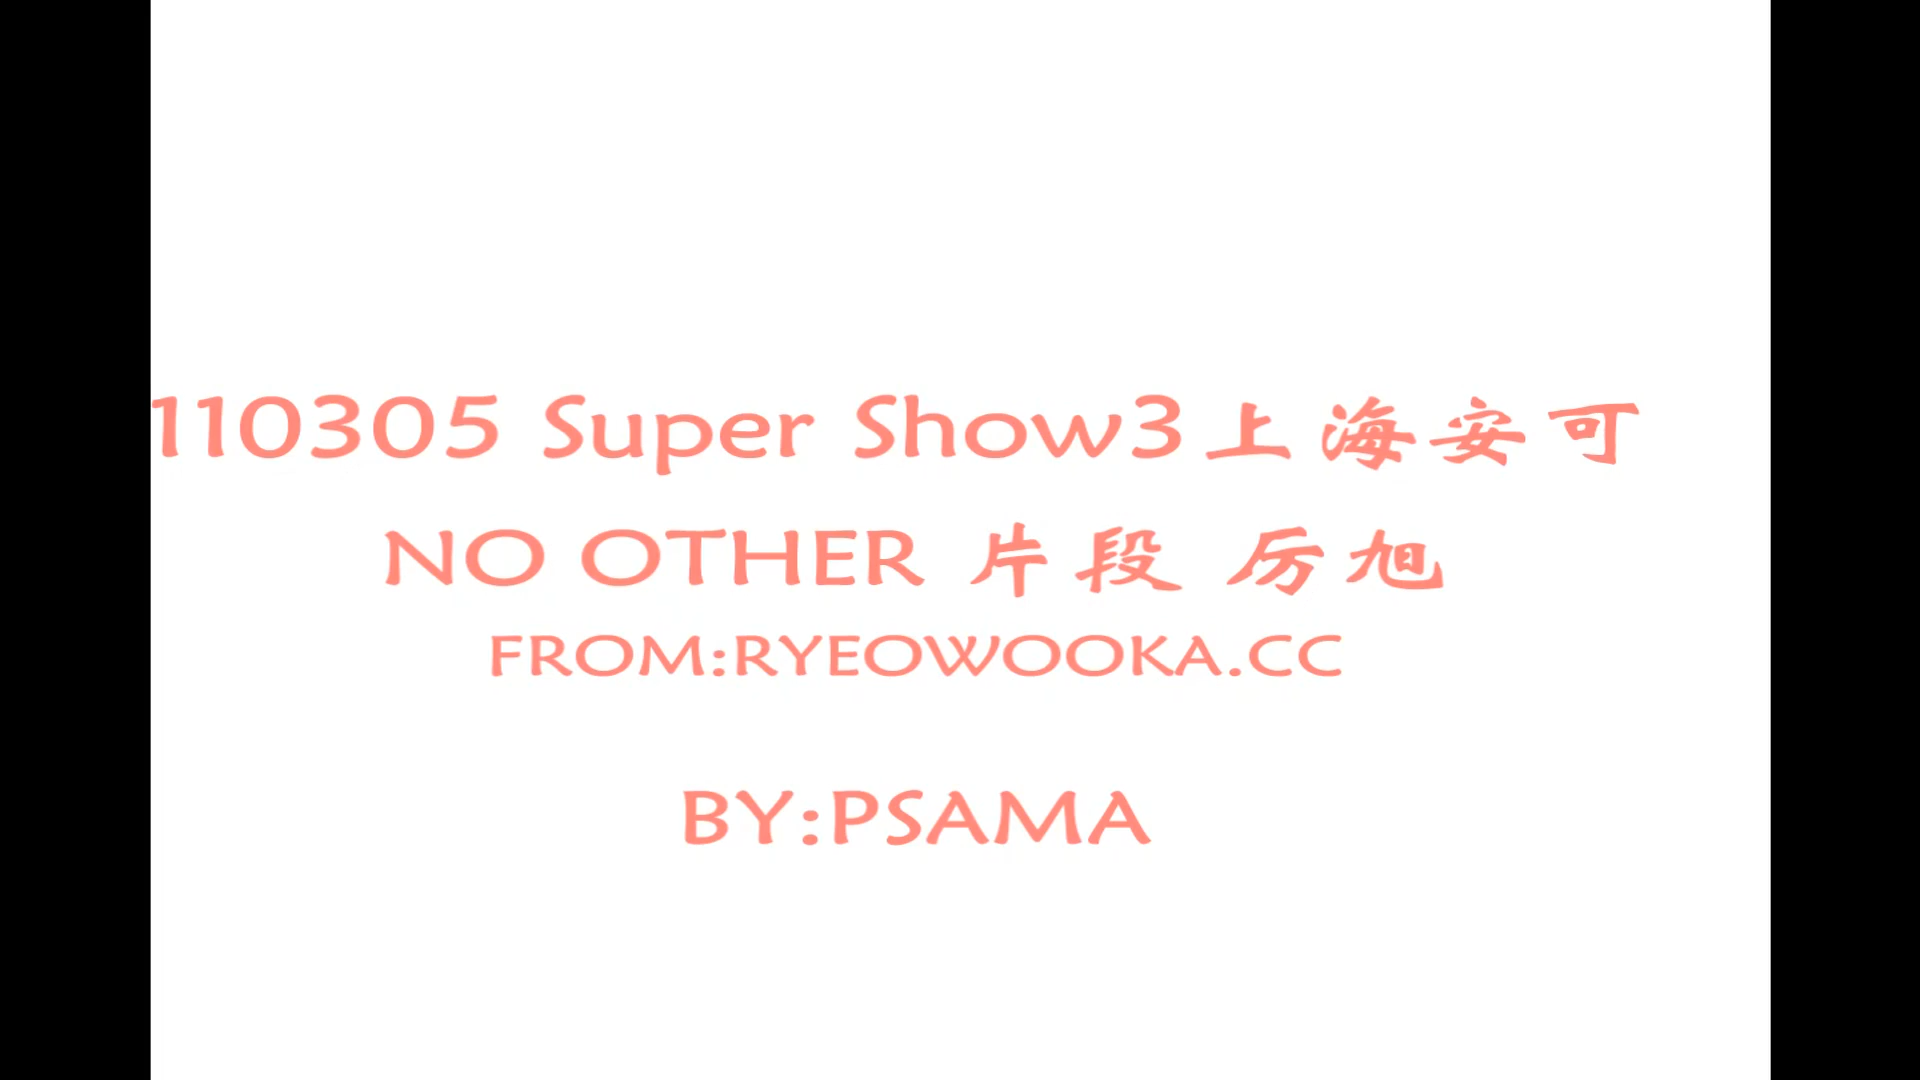 110305 Super Show3上海安可
NO OTHER 片段 厉旭
FROM:RYEOWOOKA.CC
BY:PSAMA